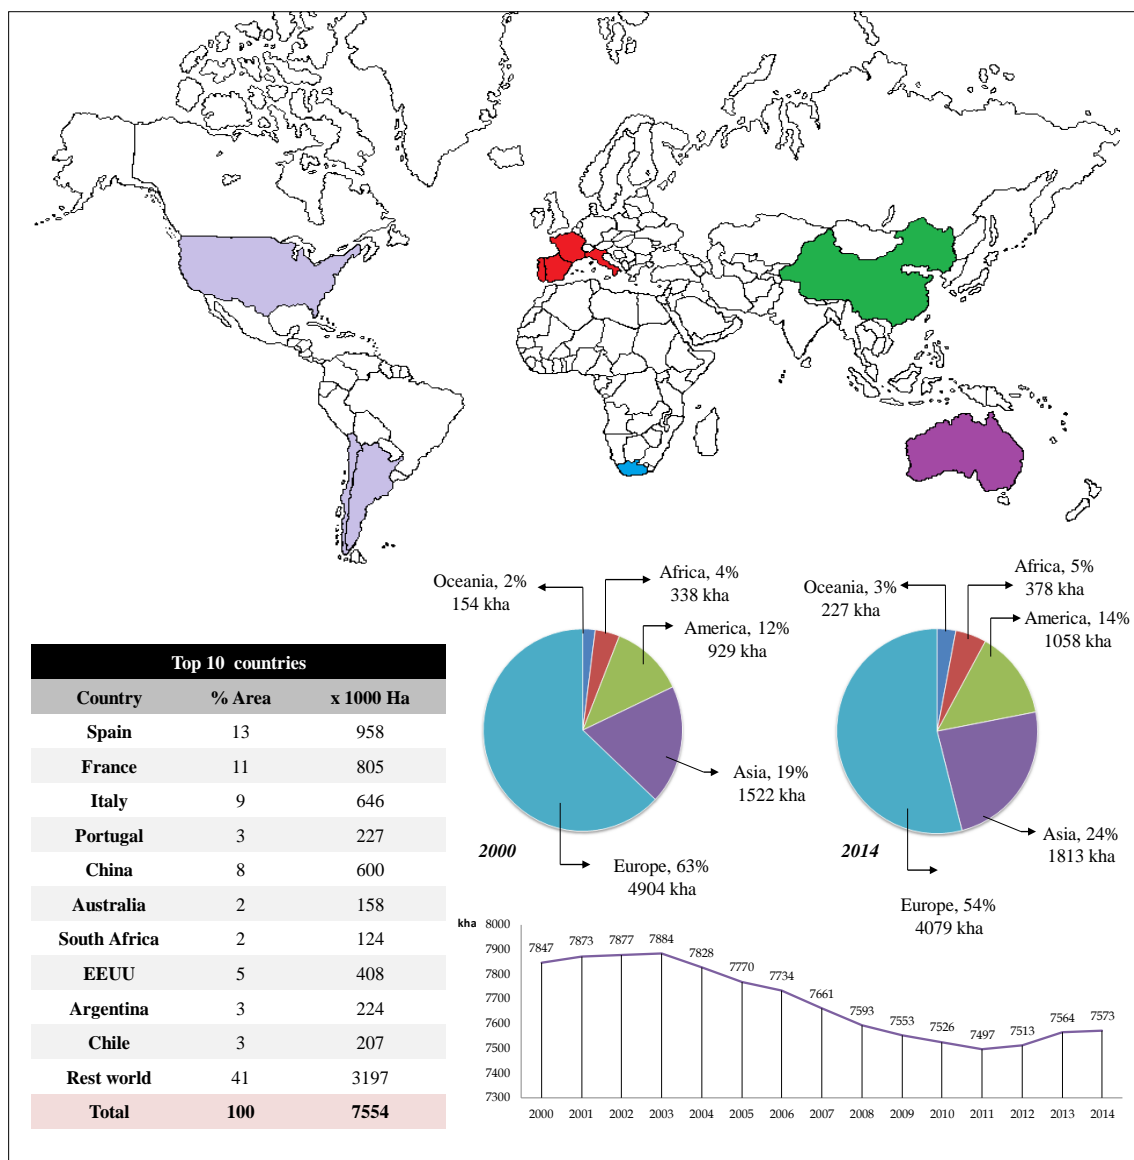 Oceania, 2%
154 kha
Africa, 4%
338 kha
America, 12%
929 kha
Asia, 19%
1522 kha
Europe, 63%
4904 kha
2000
Oceania, 3%
227 kha
Africa, 5%
378 kha
America, 14%
1058 kha
Asia, 24%
1813 kha
Europe, 54%
4079 kha
2014
Top 10 countries
Country % Area x 1000 Ha
Spain 13 958
France 11 805
Italy 9 646
Portugal 3 227
China 8 600
Australia 2 158
South Africa 2 124
EEUU 5 408
Argentina 3 224
Chile 3 207
Rest world 41 3197
Total 100 7554
kha
8000
7900
7800
7700
7600
7500
7400
7300
7847 7873 7877 7884 7828 7770 7734 7661 7593 7553 7526 7497 7513 7564 7573
2000 2001 2002 2003 2004 2005 2006 2007 2008 2009 2010 2011 2012 2013 2014